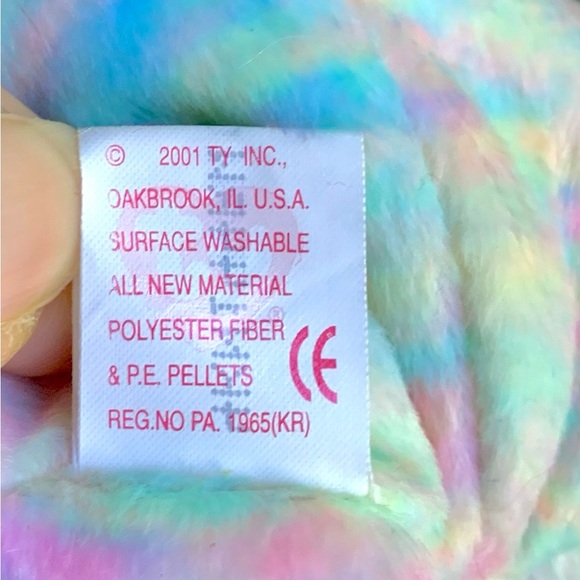 © 2001 TY INC.,
OAKBROOK, IL. U.S.A.
SURFACE WASHABLE
ALL NEW MATERIAL
POLYESTER FIBER
& P.E. PELLETS
REG.NO PA. 1965(KR)
CE